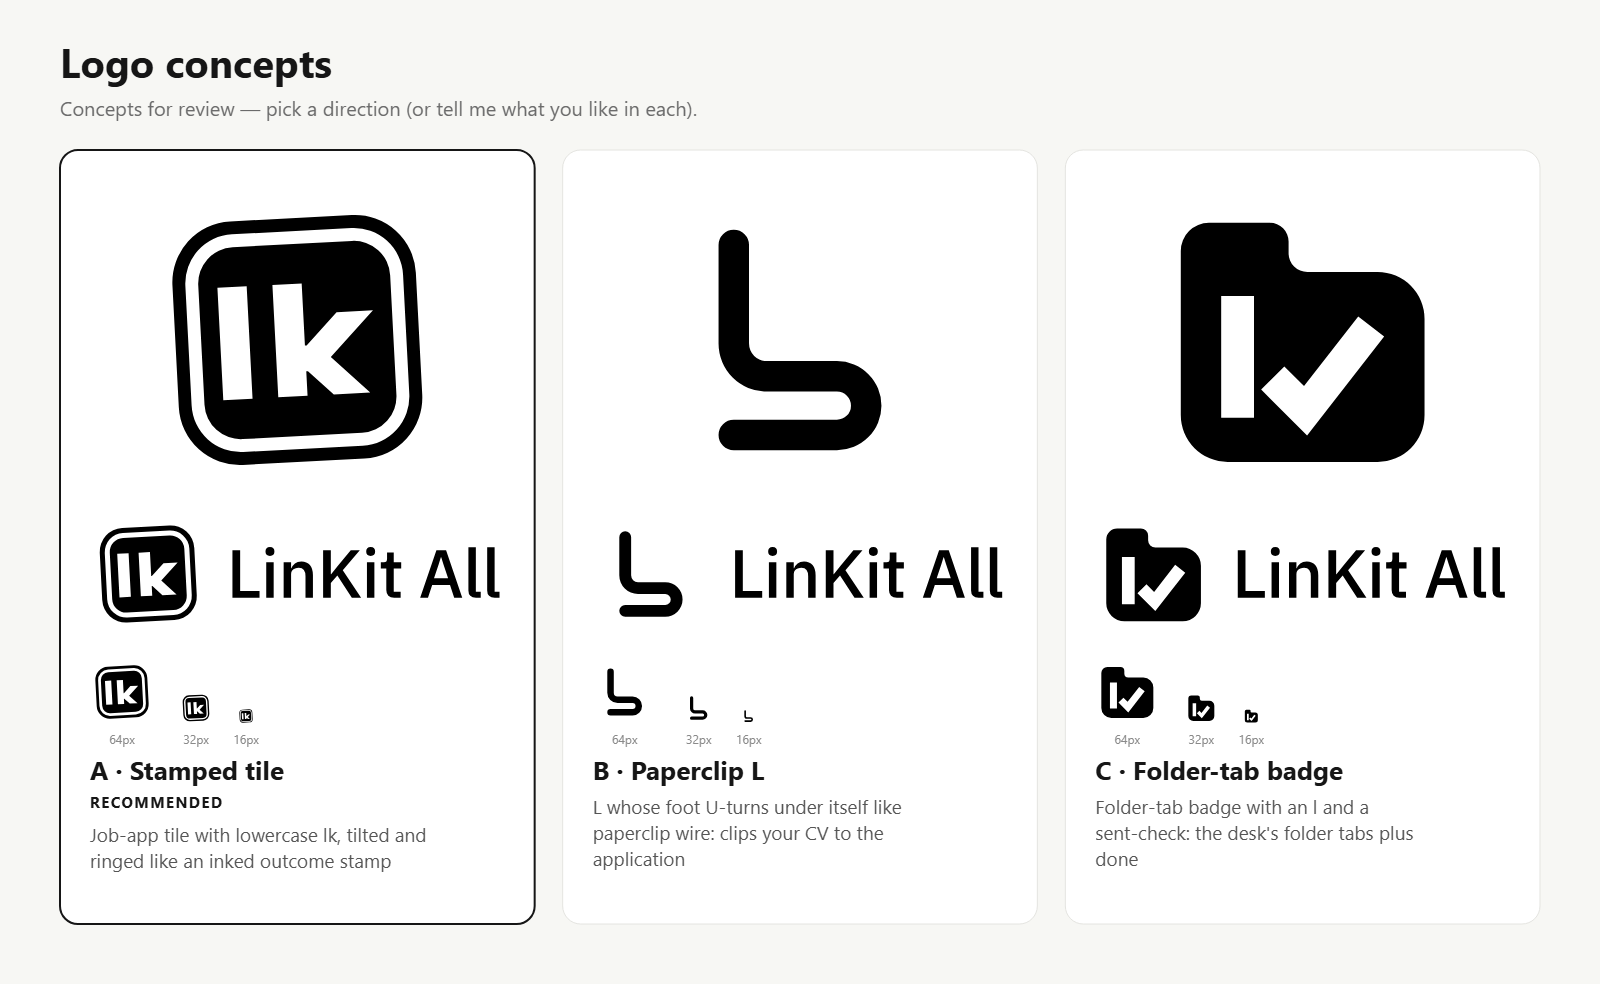 Logo concepts
Concepts for review — pick a direction (or tell me what you like in each).
lk
lk LinKit All
lk lk lk
64px 32px 16px
A · Stamped tile
RECOMMENDED
Job-app tile with lowercase lk, tilted and
ringed like an inked outcome stamp
LinKit All
64px 32px 16px
B · Paperclip L
L whose foot U-turns under itself like
paperclip wire: clips your CV to the
application
l✓
l✓ LinKit All
l✓ l✓ l✓
64px 32px 16px
C · Folder-tab badge
Folder-tab badge with an l and a
sent-check: the desk's folder tabs plus
done